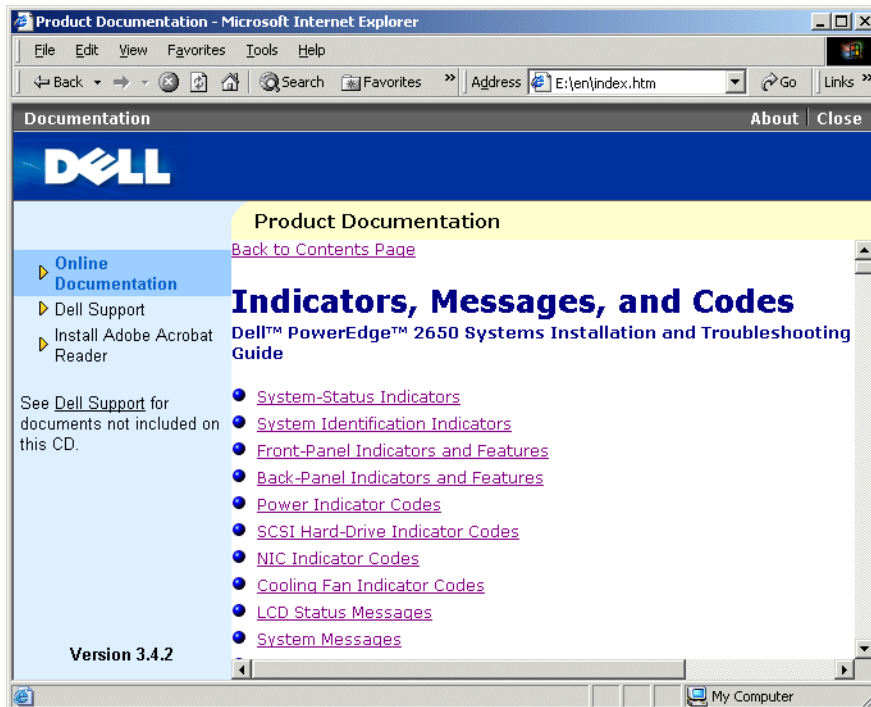 Product Documentation - Microsoft Internet Explorer
File Edit View Favorites Tools Help
Back Search Favorites » Address E:\en\index.htm Go Links »
Documentation About Close
DELL
Product Documentation
Online
Documentation
Dell Support
Install Adobe Acrobat
Reader
See Dell Support for
documents not included on
this CD.
Version 3.4.2
Back to Contents Page
Indicators, Messages, and Codes
Dell™ PowerEdge™ 2650 Systems Installation and Troubleshooting
Guide
System-Status Indicators
System Identification Indicators
Front-Panel Indicators and Features
Back-Panel Indicators and Features
Power Indicator Codes
SCSI Hard-Drive Indicator Codes
NIC Indicator Codes
Cooling Fan Indicator Codes
LCD Status Messages
System Messages
My Computer